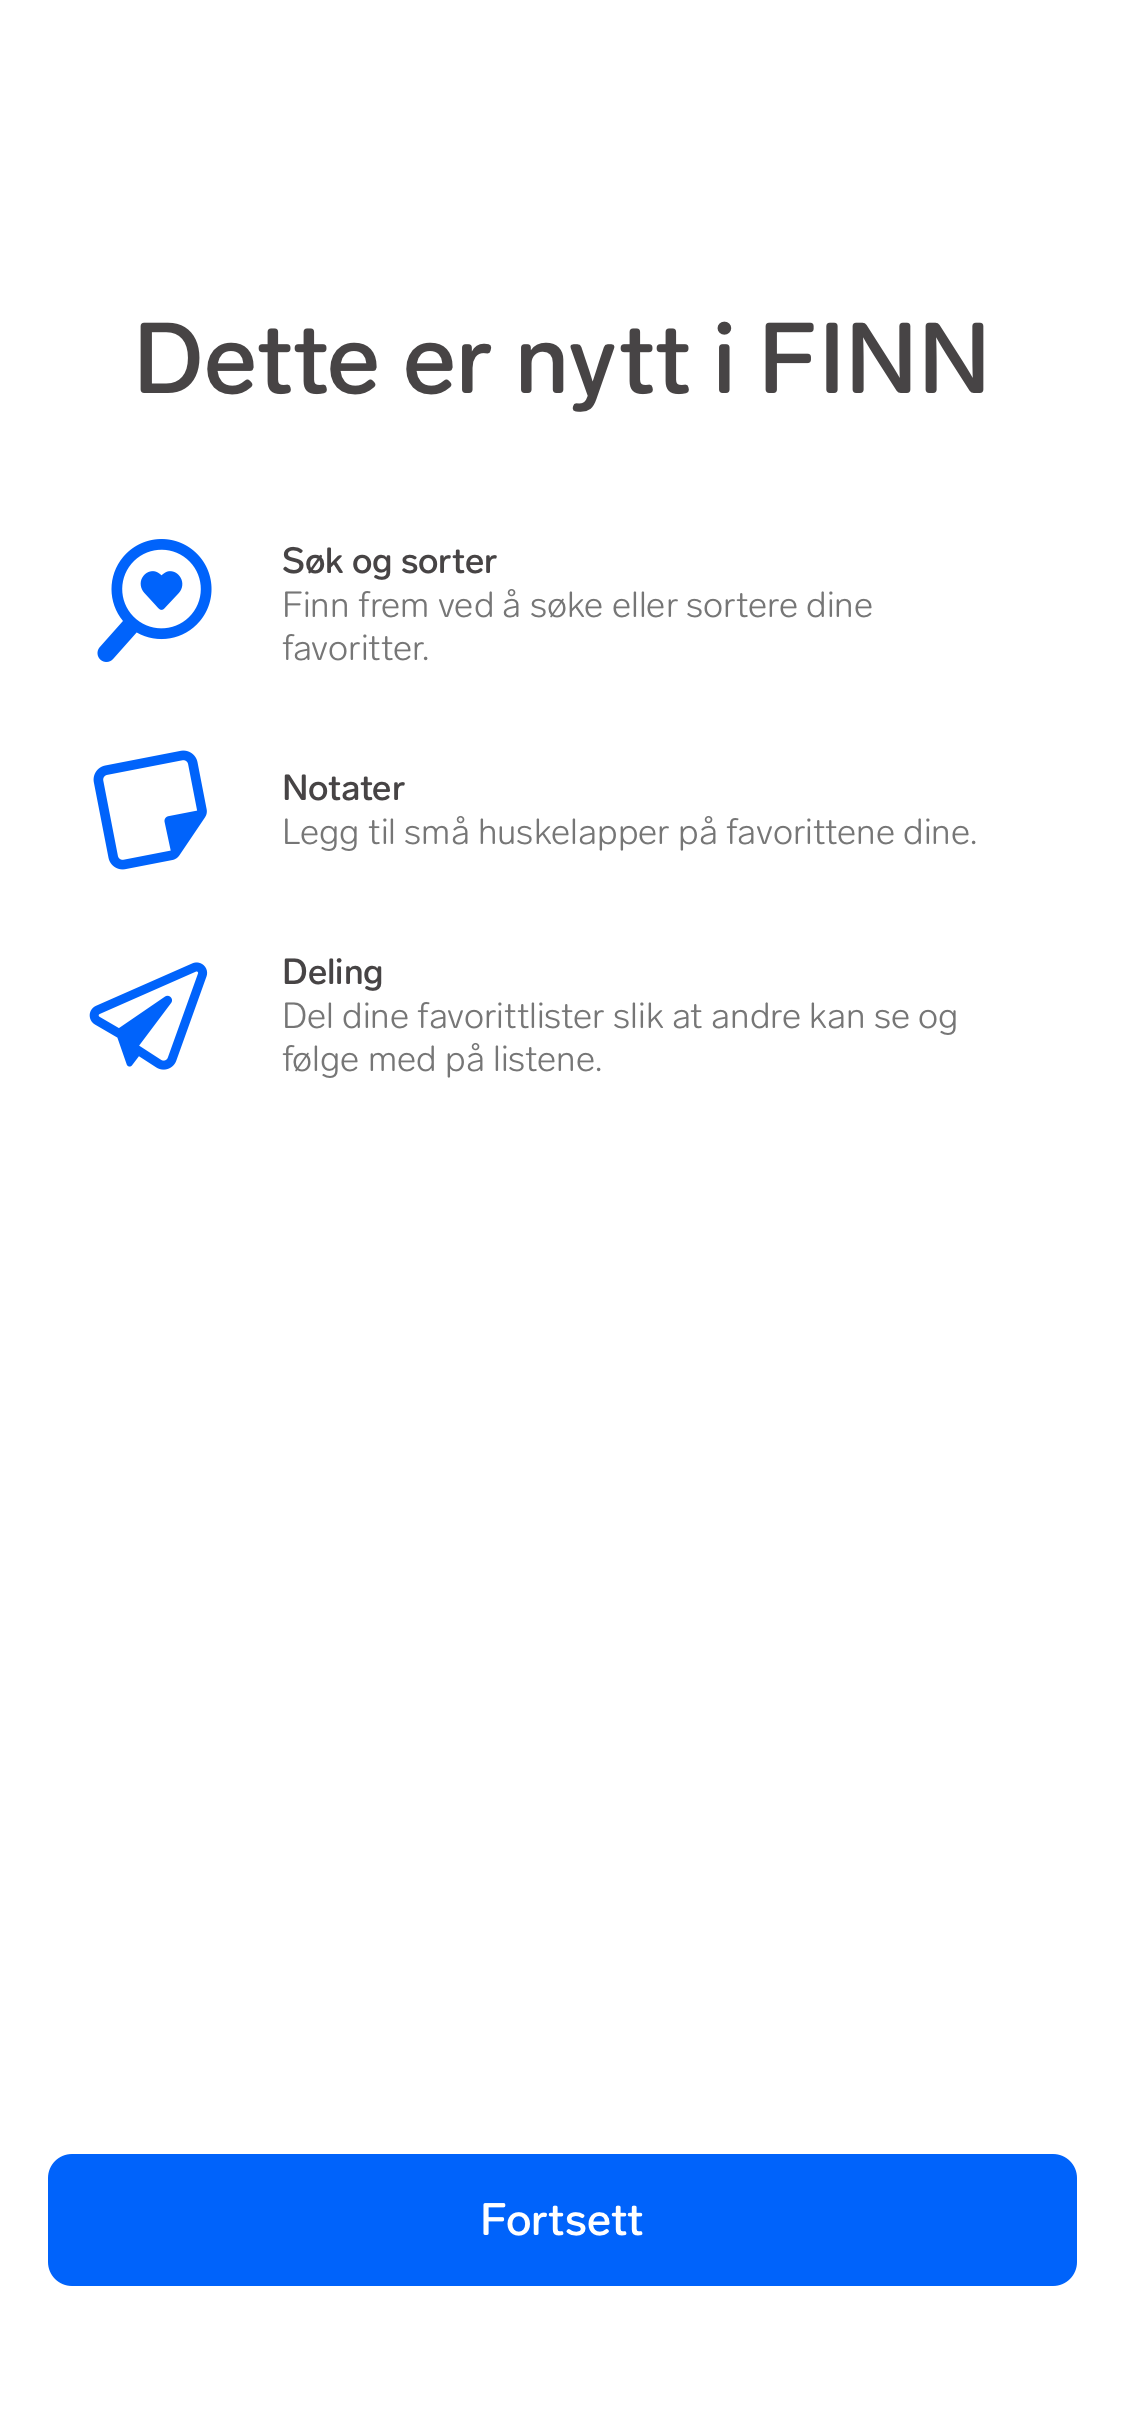 Dette er nytt i FINN
Søk og sorter
Finn frem ved å søke eller sortere dine
favoritter.
Notater
Legg til små huskelapper på favorittene dine.
Deling
Del dine favorittlister slik at andre kan se og
følge med på listene.
Fortsett